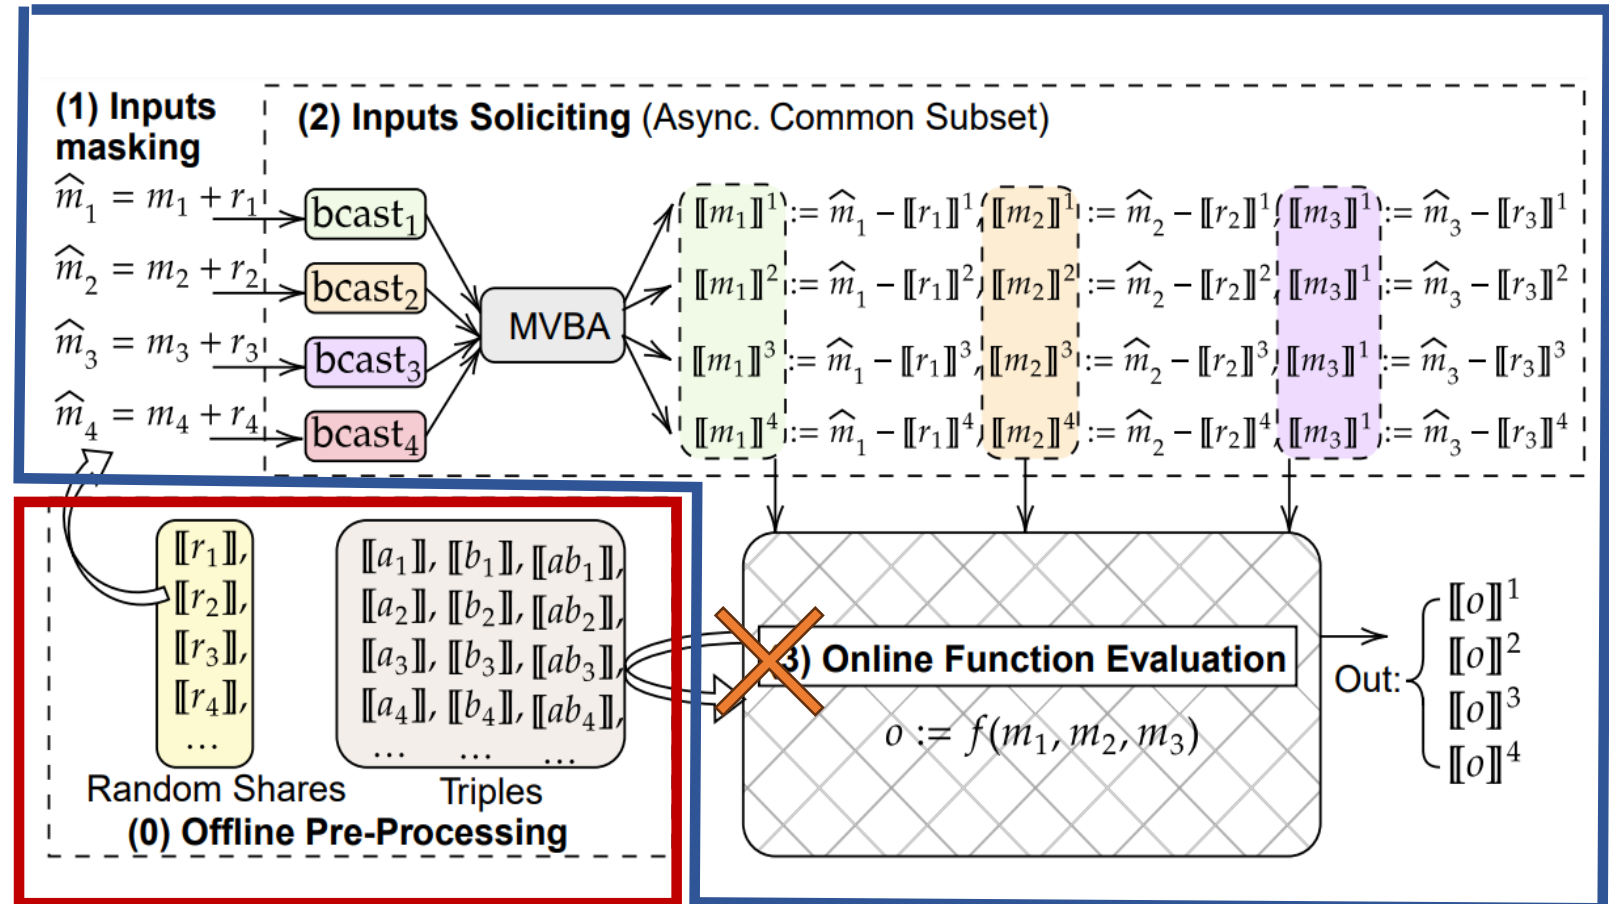 (1) Inputs
masking
(2) Inputs Soliciting (Async. Common Subset)
m̂₁ = m₁ + r₁
m̂₂ = m₂ + r₂
m̂₃ = m₃ + r₃
m̂₄ = m₄ + r₄
bcast₁
bcast₂
bcast₃
bcast₄
MVBA
⟦m₁⟧¹ := m̂₁ − ⟦r₁⟧¹, ⟦m₂⟧¹ := m̂₂ − ⟦r₂⟧¹, ⟦m₃⟧¹ := m̂₃ − ⟦r₃⟧¹
⟦m₁⟧² := m̂₁ − ⟦r₁⟧², ⟦m₂⟧² := m̂₂ − ⟦r₂⟧², ⟦m₃⟧¹ := m̂₃ − ⟦r₃⟧²
⟦m₁⟧³ := m̂₁ − ⟦r₁⟧³, ⟦m₂⟧³ := m̂₂ − ⟦r₂⟧³, ⟦m₃⟧¹ := m̂₃ − ⟦r₃⟧³
⟦m₁⟧⁴ := m̂₁ − ⟦r₁⟧⁴, ⟦m₂⟧⁴ := m̂₂ − ⟦r₂⟧⁴, ⟦m₃⟧¹ := m̂₃ − ⟦r₃⟧⁴
⟦r₁⟧,
⟦r₂⟧,
⟦r₃⟧,
⟦r₄⟧,
...
Random Shares
⟦a₁⟧, ⟦b₁⟧, ⟦ab₁⟧,
⟦a₂⟧, ⟦b₂⟧, ⟦ab₂⟧,
⟦a₃⟧, ⟦b₃⟧, ⟦ab₃⟧,
⟦a₄⟧, ⟦b₄⟧, ⟦ab₄⟧,
... ... ...
Triples
(0) Offline Pre-Processing
3) Online Function Evaluation
o := f(m₁, m₂, m₃)
Out:
⟦o⟧¹
⟦o⟧²
⟦o⟧³
⟦o⟧⁴